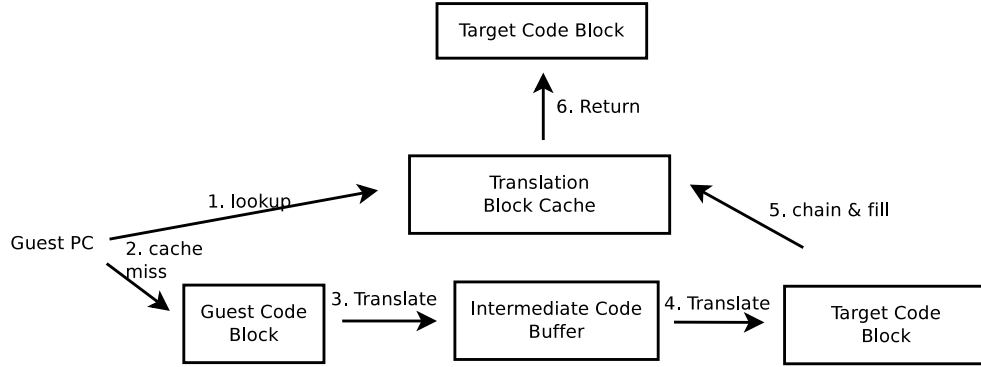 Target Code Block
6. Return
Translation
Block Cache
1. lookup
5. chain & fill
Guest PC
2. cache
miss
Guest Code
Block
3. Translate
Intermediate Code
Buffer
4. Translate
Target Code
Block